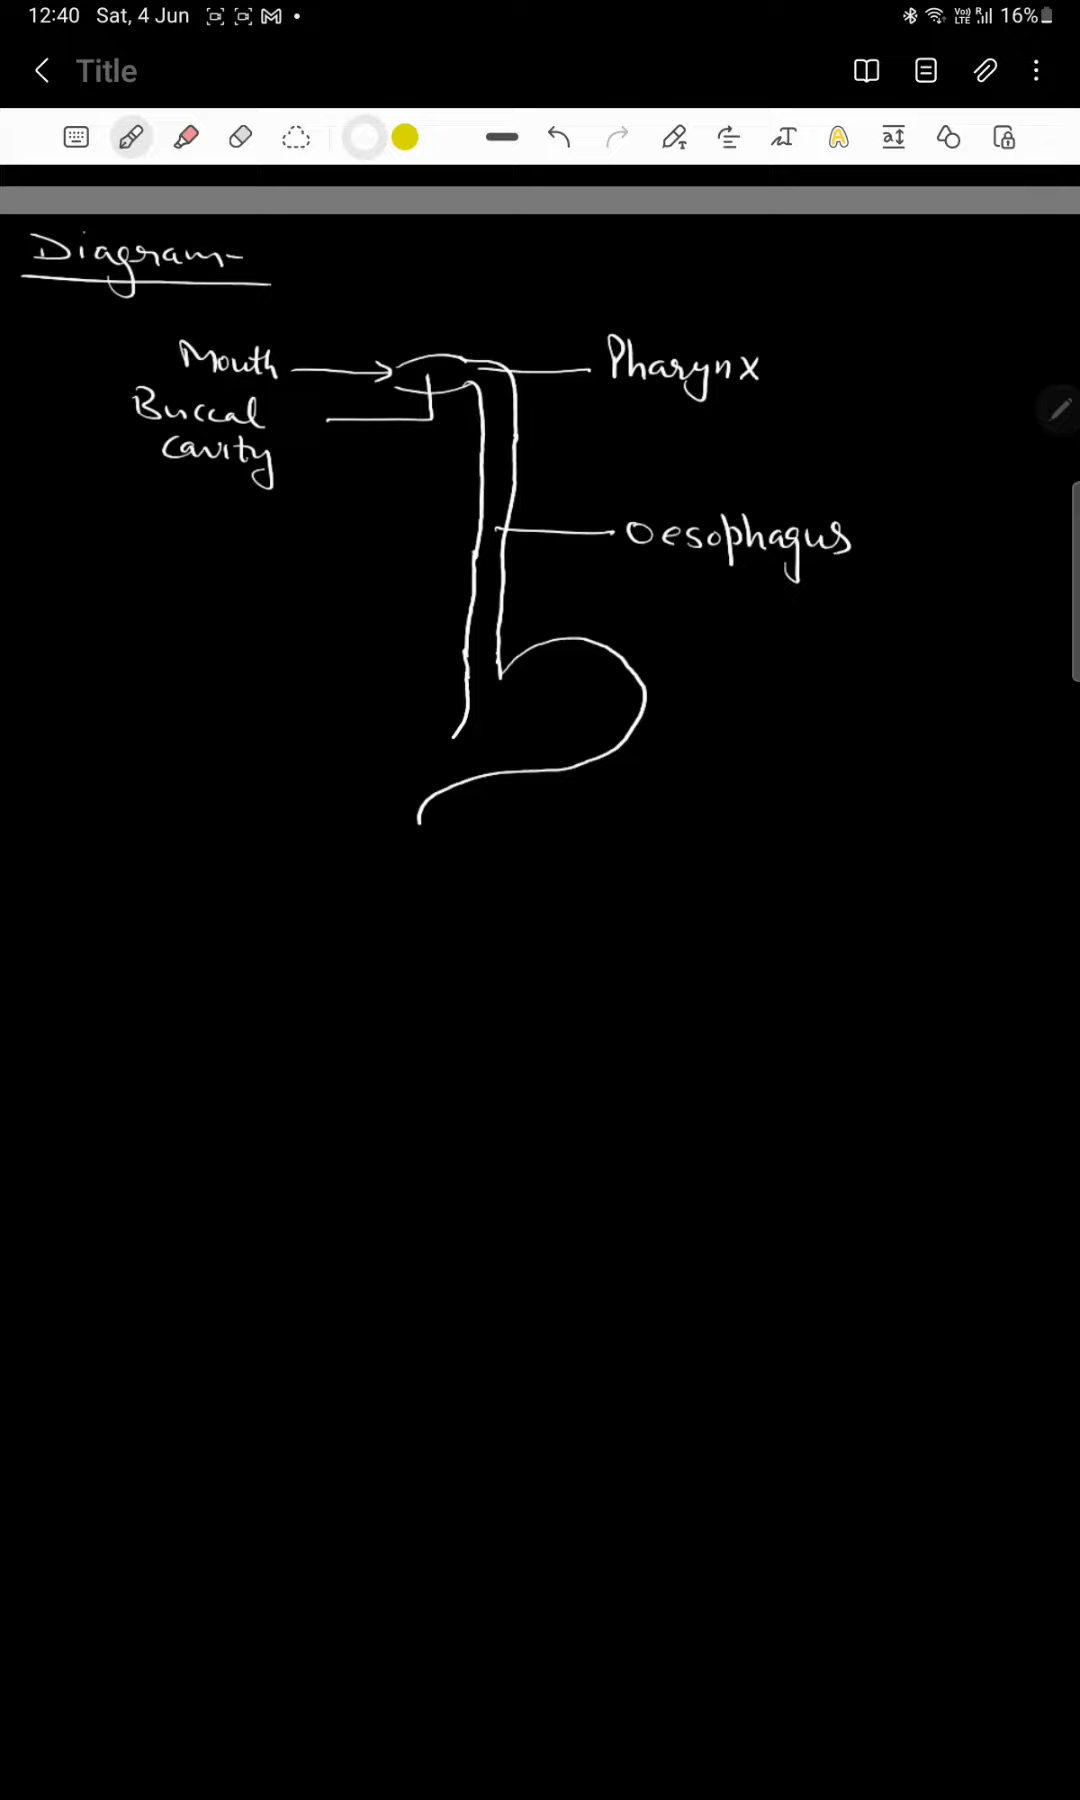 12:40 Sat, 4 Jun 16%
Title
Diagram-
Mouth
Pharynx
Buccal
cavity
Oesophagus